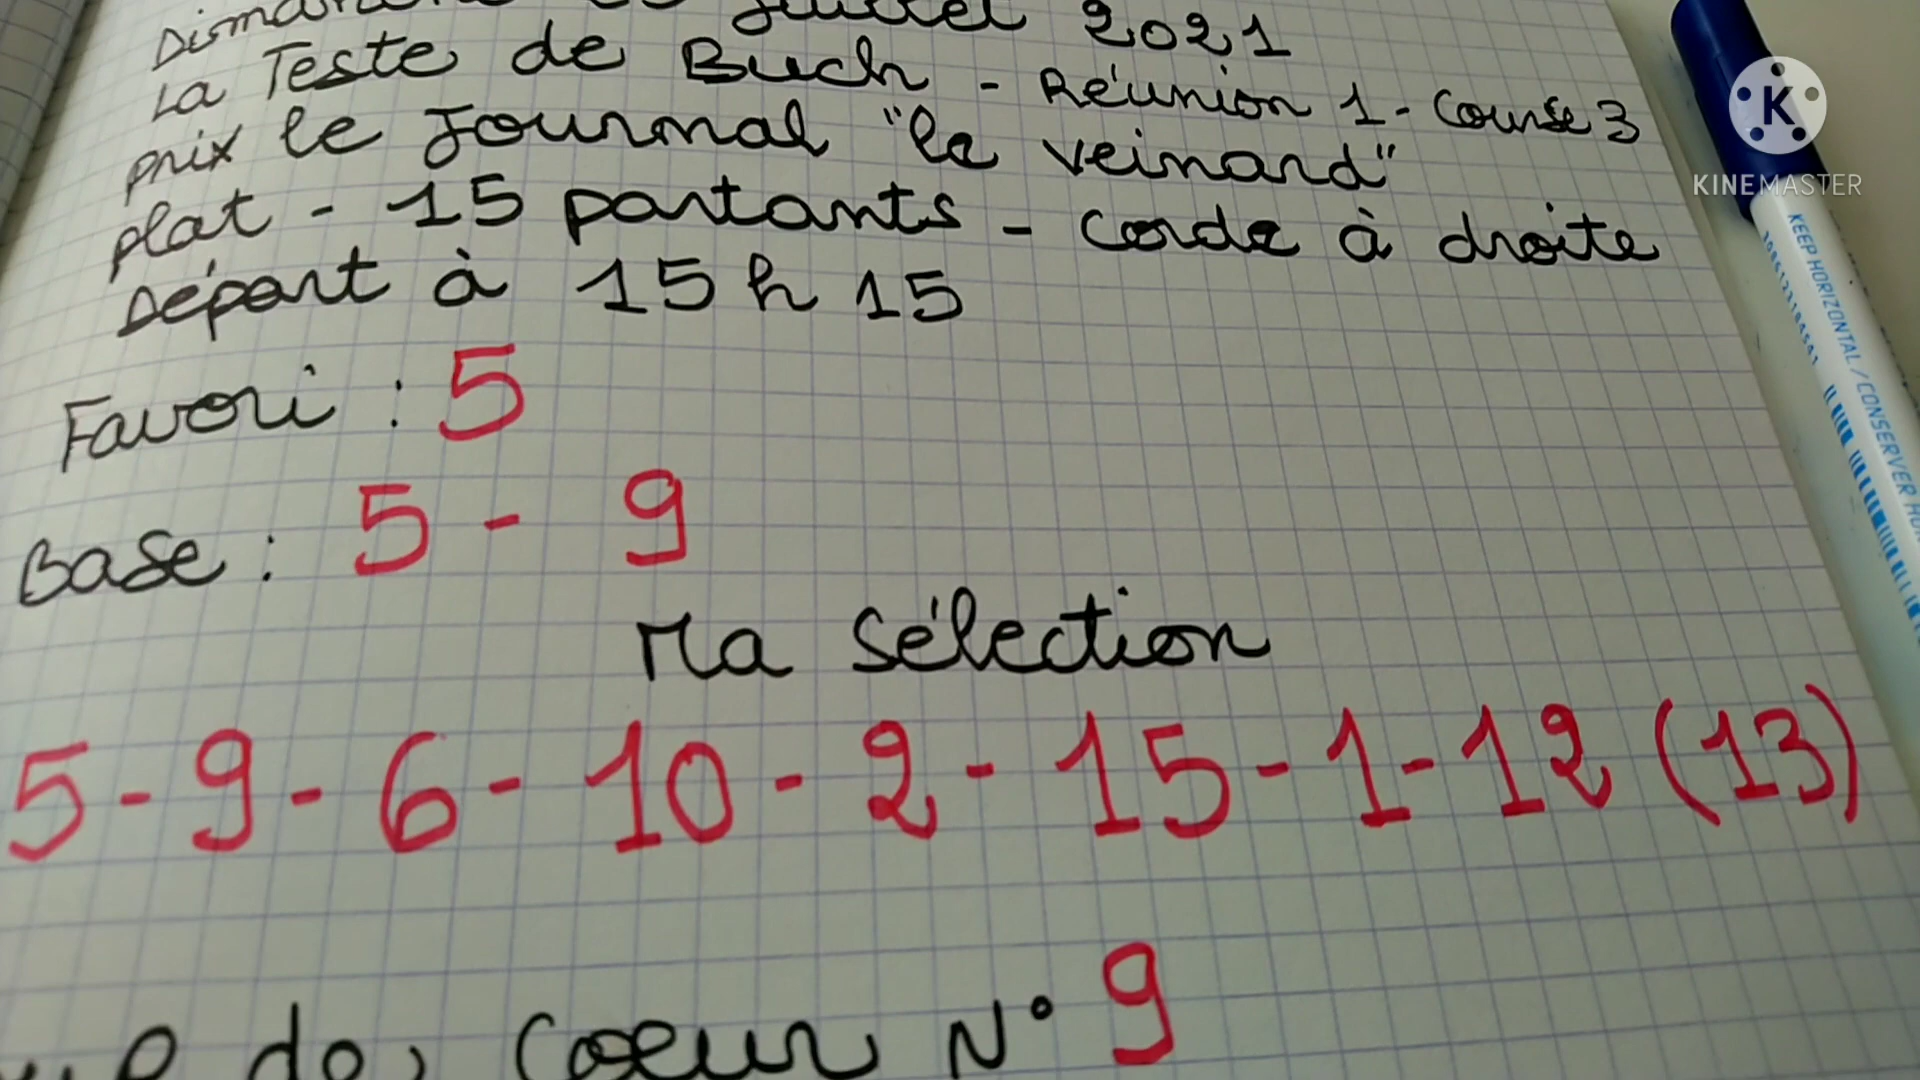 Dimanche Juillet 2021
La Teste de Buch - Réunion 1 - Course 3
prix le Journal "le veinard"
plat - 15 partants - corde à droite
Départ à 15 h 15
Favori : 5
Base : 5 - 9
Ma sélection
5 - 9 - 6 - 10 - 2 - 15 - 1 - 12 (13)
de coeur N° 9
K
KINEMASTER
KEEP HORIZONTAL / CONSERVER